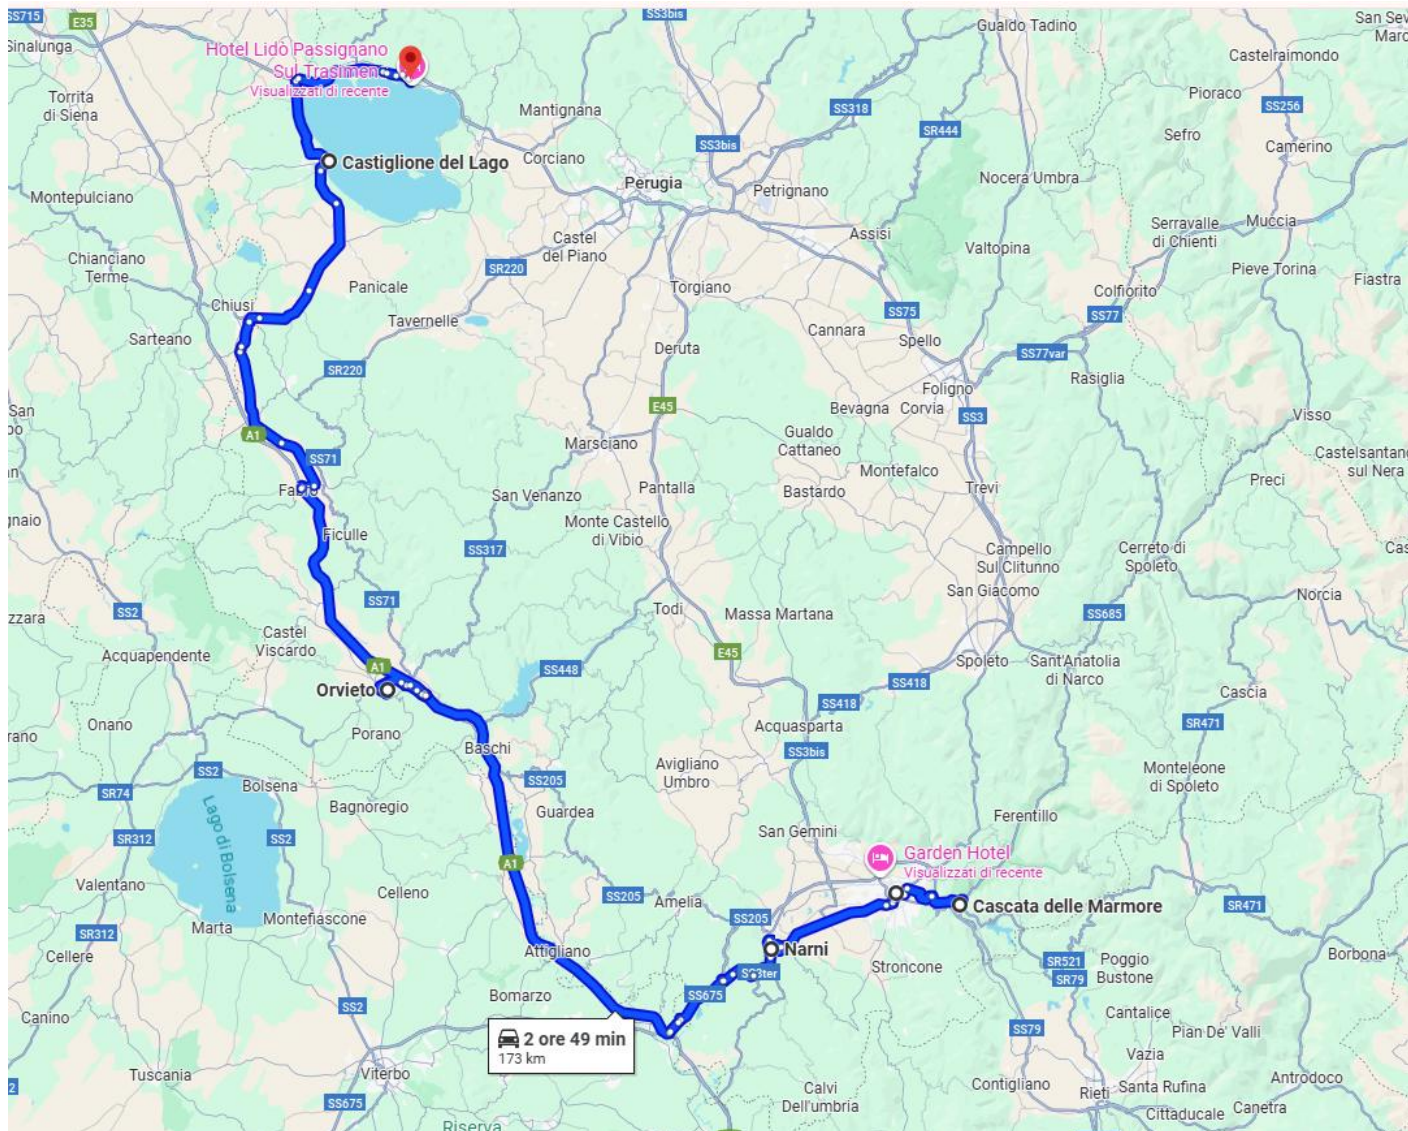 SS715
E35
SS3bis
Gualdo Tadino
San Sev
Marc
Sinalunga
Hotel Lido Passignano
Sul Trasimen
Visualizzati di recente
Castelraimondo
Torrita
di Siena
Mantignana
SS318
Pioraco
SS256
SR444
Sefro
SS3bis
Camerino
Castiglione del Lago
Corciano
Perugia
Petrignano
Nocera Umbra
Montepulciano
Serravalle
di Chienti
Muccia
Castel
del Piano
Assisi
Valtopina
Chianciano
Terme
SR220
Pieve Torina
Fiastra
Panicale
Torgiano
Colfiorito
Chiusi
SS75
SS77
Tavernelle
Cannara
Spello
Sarteano
Deruta
SS77var
SR220
Rasiglia
Foligno
San
E45
Bevagna
Corvia
SS3
Visso
A1
Marsciano
Gualdo
Cattaneo
Castelsantang
sul Nera
SS71
Montefalco
Preci
Fabro
San Venanzo
Pantalla
Bastardo
Trevi
gnaio
Monte Castello
di Vibio
Ficulle
SS317
Campello
Sul Clitunno
Cerreto di
Spoleto
Cas
San Giacomo
Norcia
SS71
SS2
Todi
Massa Martana
SS685
zzara
Castel
Viscardo
E45
Acquapendente
A1
SS448
Spoleto
Sant'Anatolia
di Narco
SS418
Orvieto
SS418
Cascia
Onano
SR471
Acquasparta
rano
Porano
Baschi
SS3bis
SS2
Avigliano
Umbro
SS205
Monteleone
di Spoleto
SR74
Bolsena
Bagnoregio
Guardea
Ferentillo
SR312
Lago di Bolsena
SS2
San Gemini
Garden Hotel
Visualizzati di recente
A1
Valentano
Celleno
SS205
Amelia
Cascata delle Marmore
SR471
Marta
Montefiascone
SS205
SR312
Attigliano
Narni
Borbona
Cellere
Stroncone
SR521
Poggio
Bustone
SS3ter
SR79
Bomarzo
SS675
SS2
Cantalice
Canino
SS79
Pian De' Valli
2 ore 49 min
173 km
Vazia
Tuscania
Viterbo
Contigliano
Antrodoco
2
Calvi
Dell'umbria
Rieti
Santa Rufina
SS675
Cittaducale
Canetra
Riserva